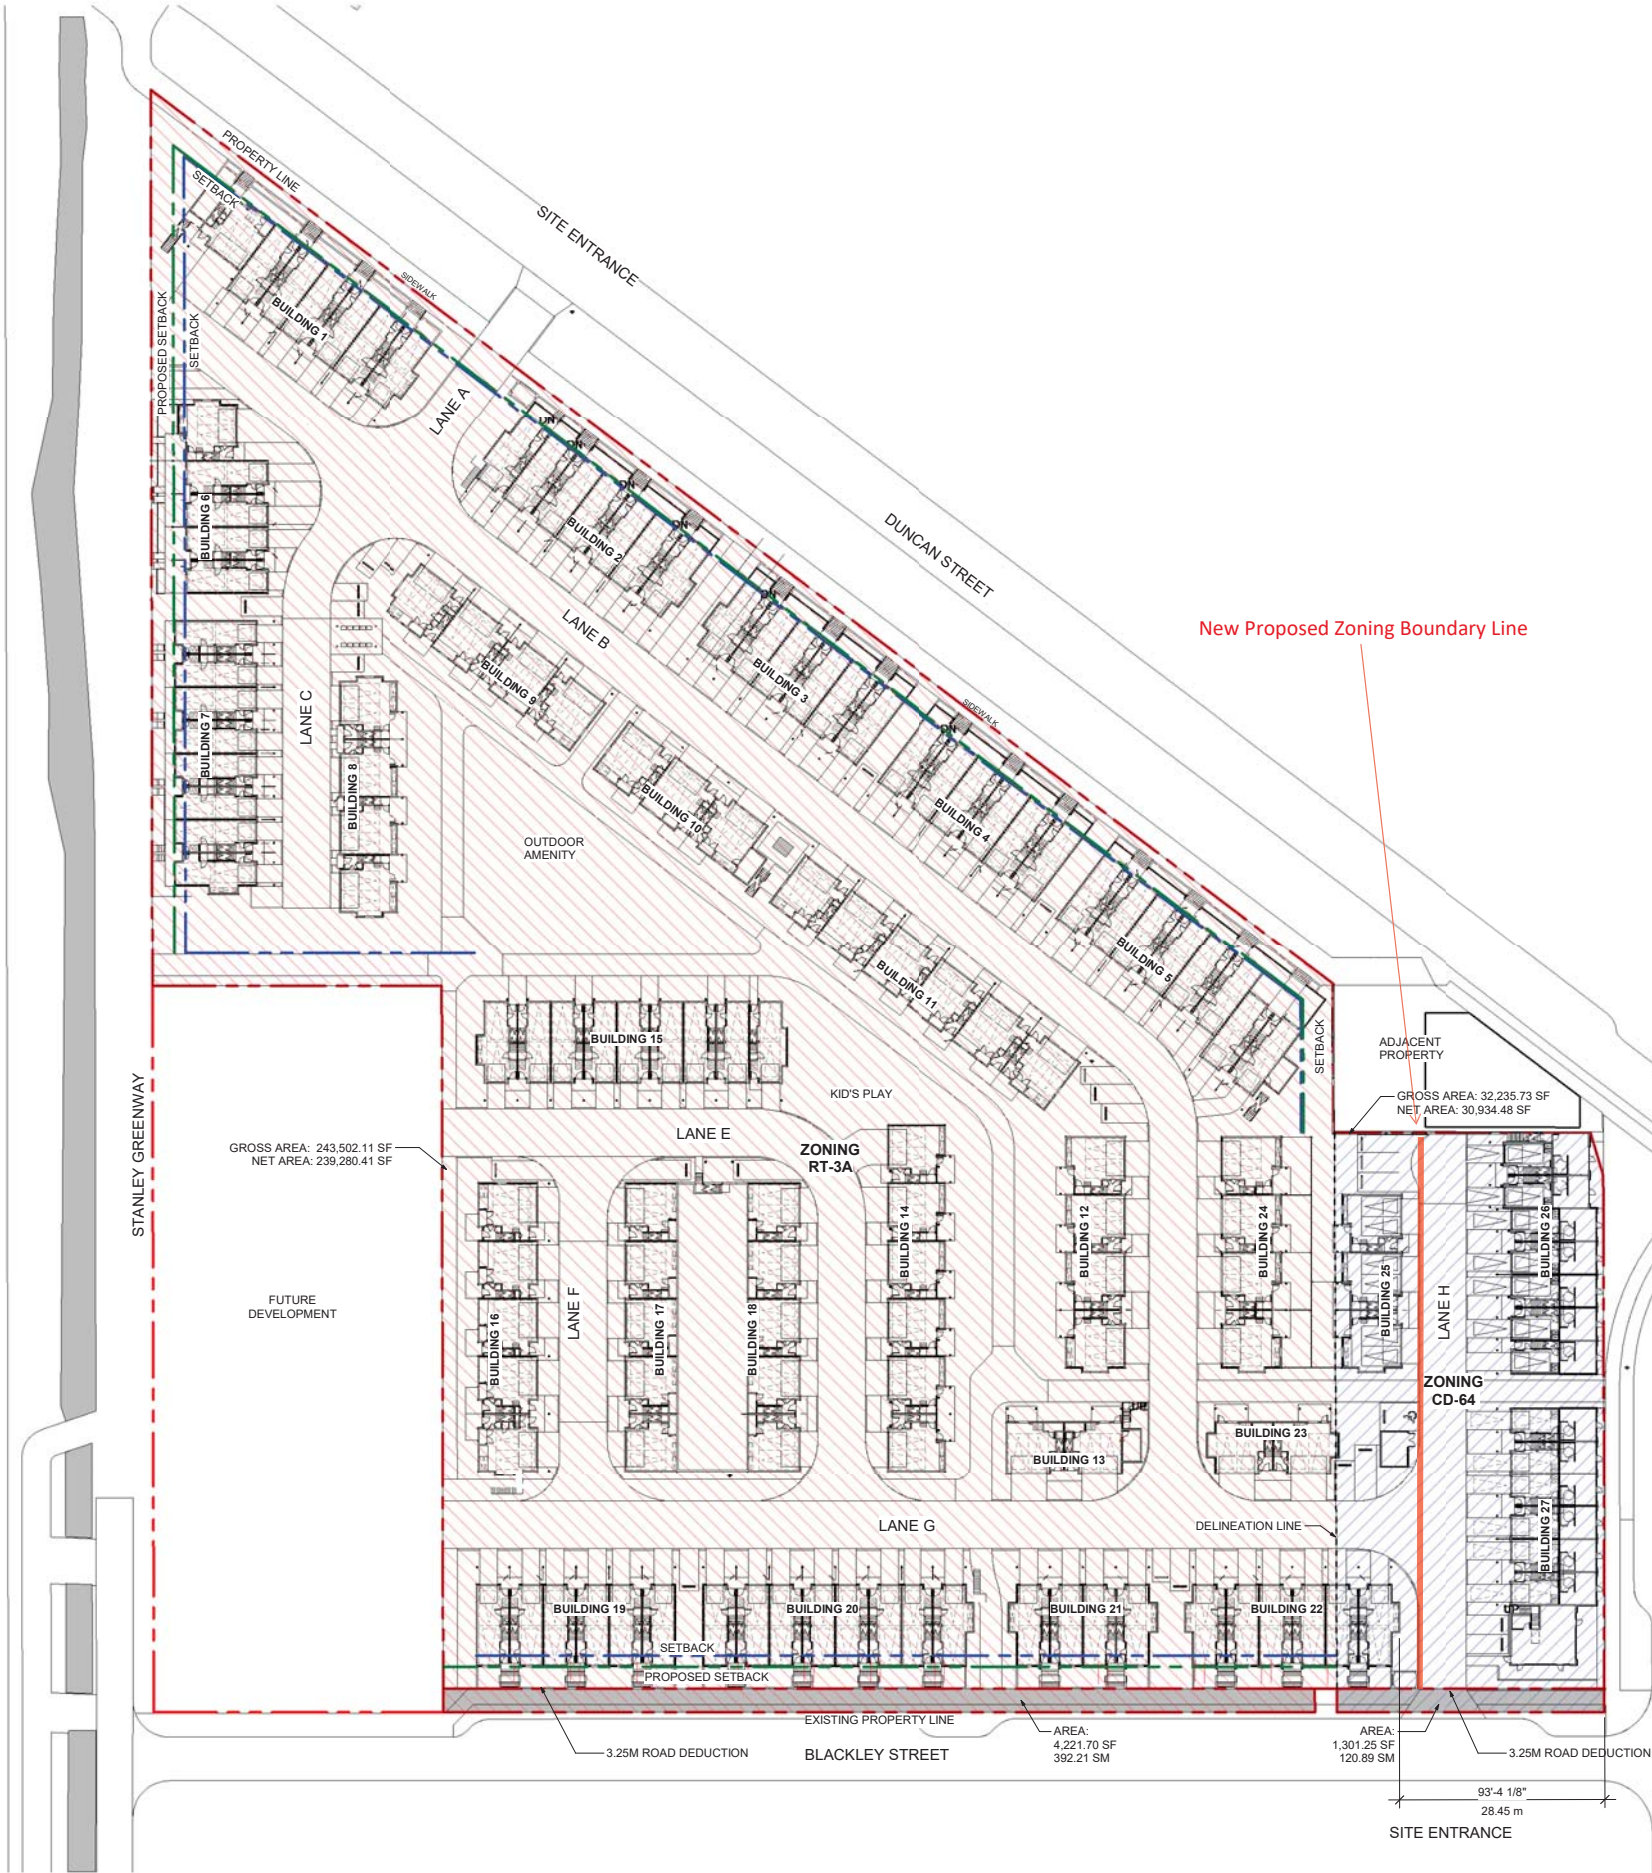 PROPERTY LINE
SETBACK
SITE ENTRANCE
SIDEWALK
PROPOSED SETBACK
SETBACK
BUILDING 1
LANE A
DN
DN
DN
DN
BUILDING 6
BUILDING 2
DUNCAN STREET
DN
LANE B
New Proposed Zoning Boundary Line
BUILDING 9
BUILDING 3
SIDEWALK
DN
LANE C
BUILDING 7
BUILDING 8
BUILDING 10
BUILDING 4
OUTDOOR
AMENITY
BUILDING 5
BUILDING 11
BUILDING 15
SETBACK
ADJACENT
PROPERTY
KID'S PLAY
GROSS AREA: 32,235.73 SF
NET AREA: 30,934.48 SF
STANLEY GREENWAY
LANE E
GROSS AREA: 243,502.11 SF
NET AREA: 239,280.41 SF
ZONING
RT-3A
BUILDING 14
BUILDING 12
BUILDING 24
BUILDING 26
BUILDING 25
LANE H
FUTURE
DEVELOPMENT
LANE F
BUILDING 16
BUILDING 17
BUILDING 18
ZONING
CD-64
BUILDING 23
BUILDING 13
LANE G
DELINEATION LINE
BUILDING 27
BUILDING 19
BUILDING 20
BUILDING 21
BUILDING 22
SETBACK
PROPOSED SETBACK
EXISTING PROPERTY LINE
3.25M ROAD DEDUCTION
BLACKLEY STREET
AREA:
4,221.70 SF
392.21 SM
AREA:
1,301.25 SF
120.89 SM
3.25M ROAD DEDUCTION
93'-4 1/8"
28.45 m
SITE ENTRANCE